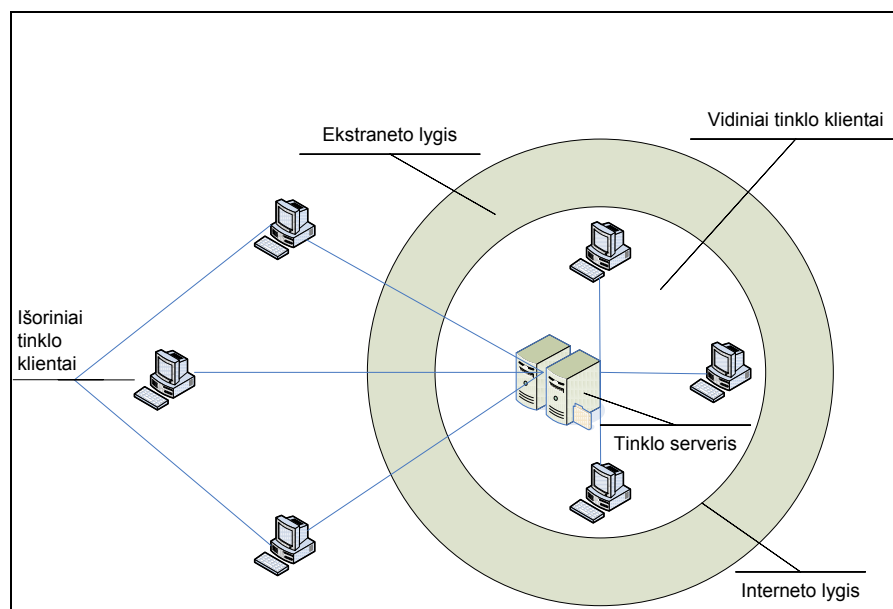 Vidiniai tinklo klientai
Ekstraneto lygis
Išoriniai
tinklo
klientai
Tinklo serveris
Interneto lygis